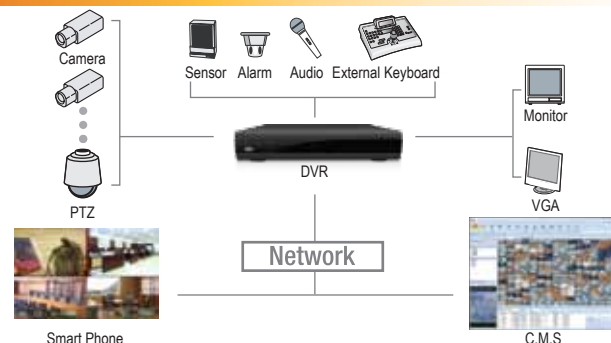 Camera
Sensor Alarm Audio External Keyboard
Monitor
DVR
PTZ
VGA
Network
Smart Phone
C.M.S